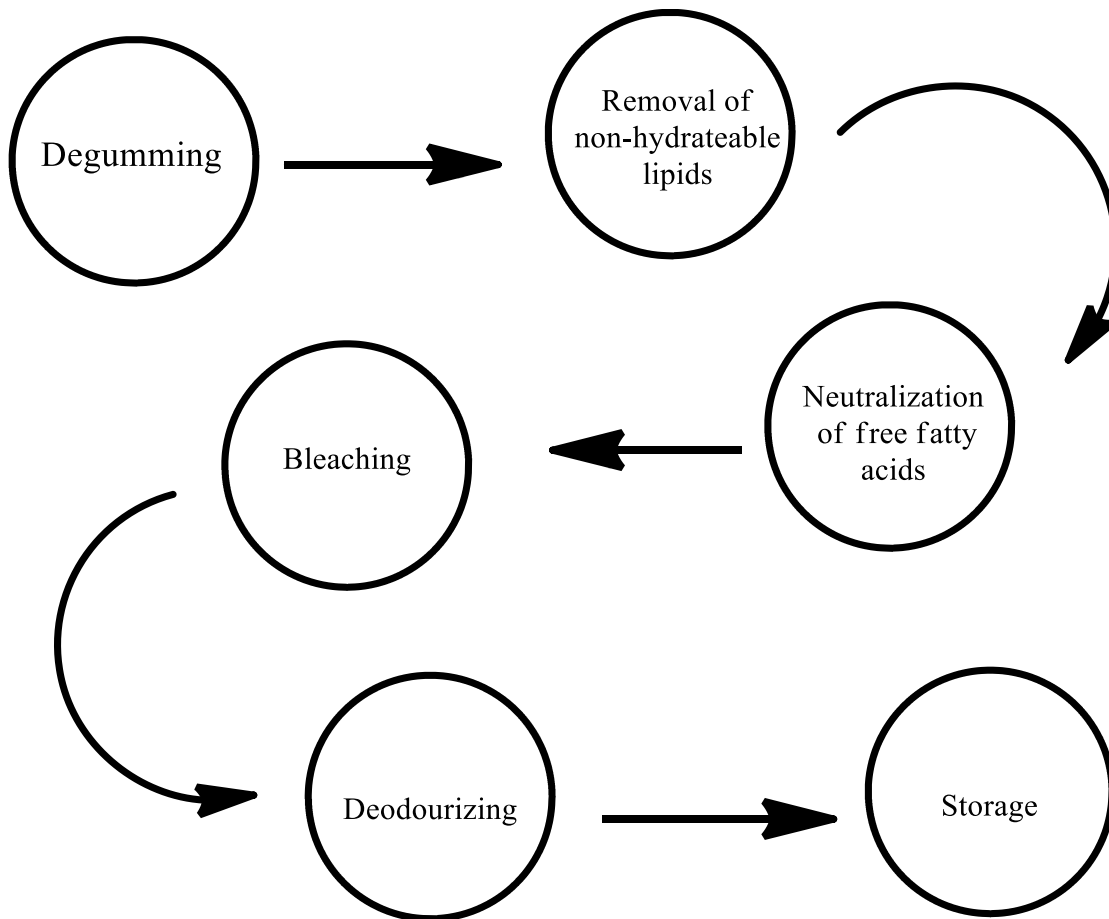 Degumming
Removal of
non-hydrateable
lipids
Neutralization
of free fatty
acids
Bleaching
Deodourizing
Storage